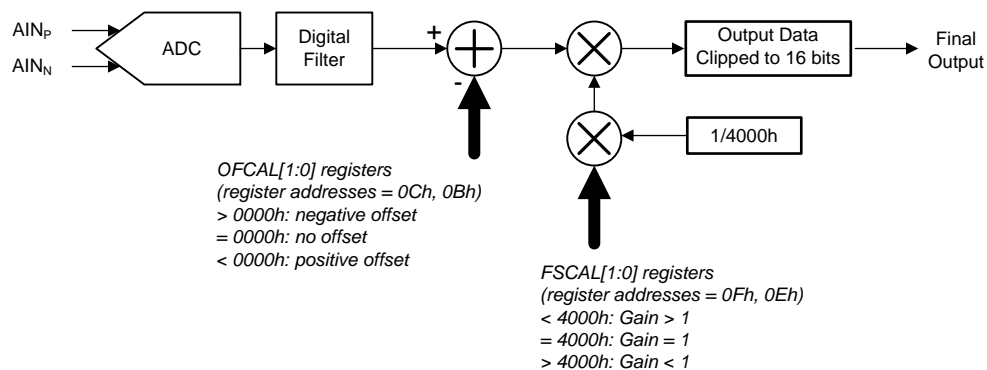 AINP
AINN
ADC
Digital
Filter
+
-
Output Data
Clipped to 16 bits
Final
Output
1/4000h
OFCAL[1:0] registers
(register addresses = 0Ch, 0Bh)
> 0000h: negative offset
= 0000h: no offset
< 0000h: positive offset
FSCAL[1:0] registers
(register addresses = 0Fh, 0Eh)
< 4000h: Gain > 1
= 4000h: Gain = 1
> 4000h: Gain < 1